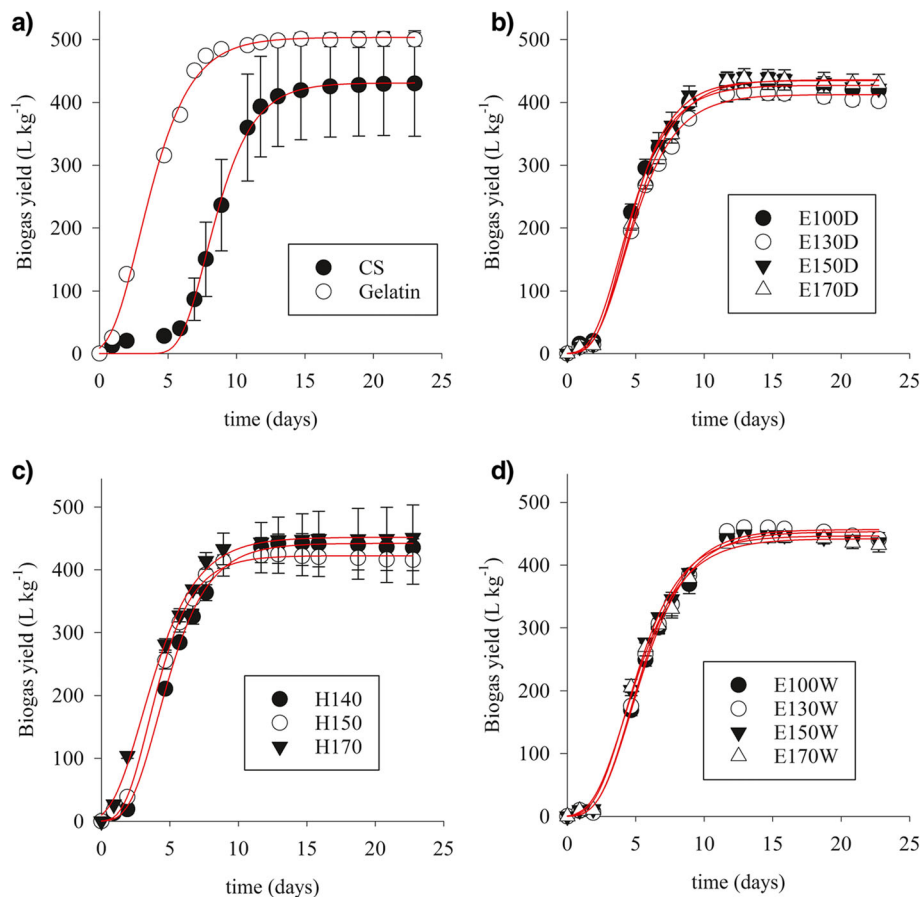 a)
500
400
300
200
100
0
Biogas yield (L kg⁻¹)
CS
Gelatin
0 5 10 15 20 25
time (days)
b)
500
400
300
200
100
0
Biogas yield (L kg⁻¹)
E100D
E130D
E150D
E170D
0 5 10 15 20 25
time (days)
c)
500
400
300
200
100
0
Biogas yield (L kg⁻¹)
H140
H150
H170
0 5 10 15 20 25
time (days)
d)
500
400
300
200
100
0
Biogas yield (L kg⁻¹)
E100W
E130W
E150W
E170W
0 5 10 15 20 25
time (days)